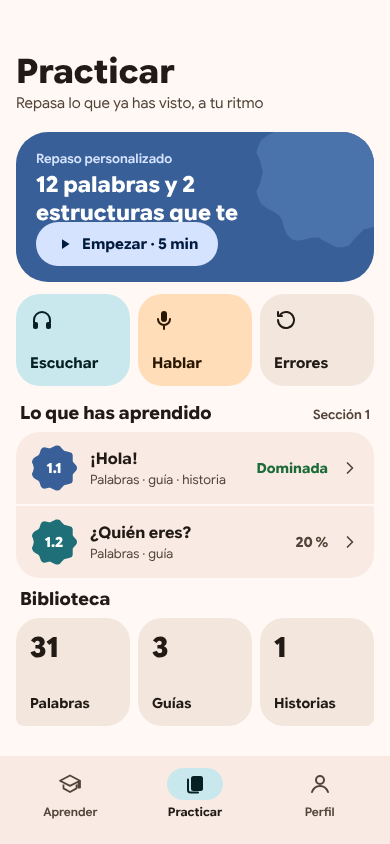 Practicar
Repasa lo que ya has visto, a tu ritmo
Repaso personalizado
12 palabras y 2
estructuras que te
Empezar · 5 min
Escuchar
Hablar
Errores
Lo que has aprendido
Sección 1
1.1
¡Hola!
Palabras · guía · historia
Dominada
1.2
¿Quién eres?
Palabras · guía
20 %
Biblioteca
31
Palabras
3
Guías
1
Historias
Aprender
Practicar
Perfil